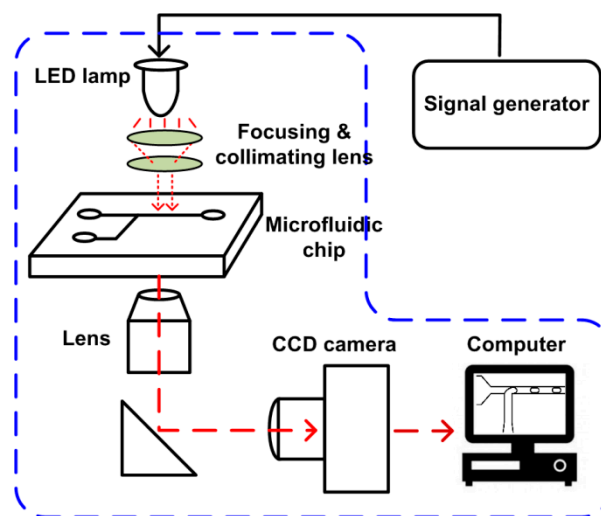 LED lamp
Signal generator
Focusing &
collimating lens
Microfluidic
chip
Lens
CCD camera
Computer